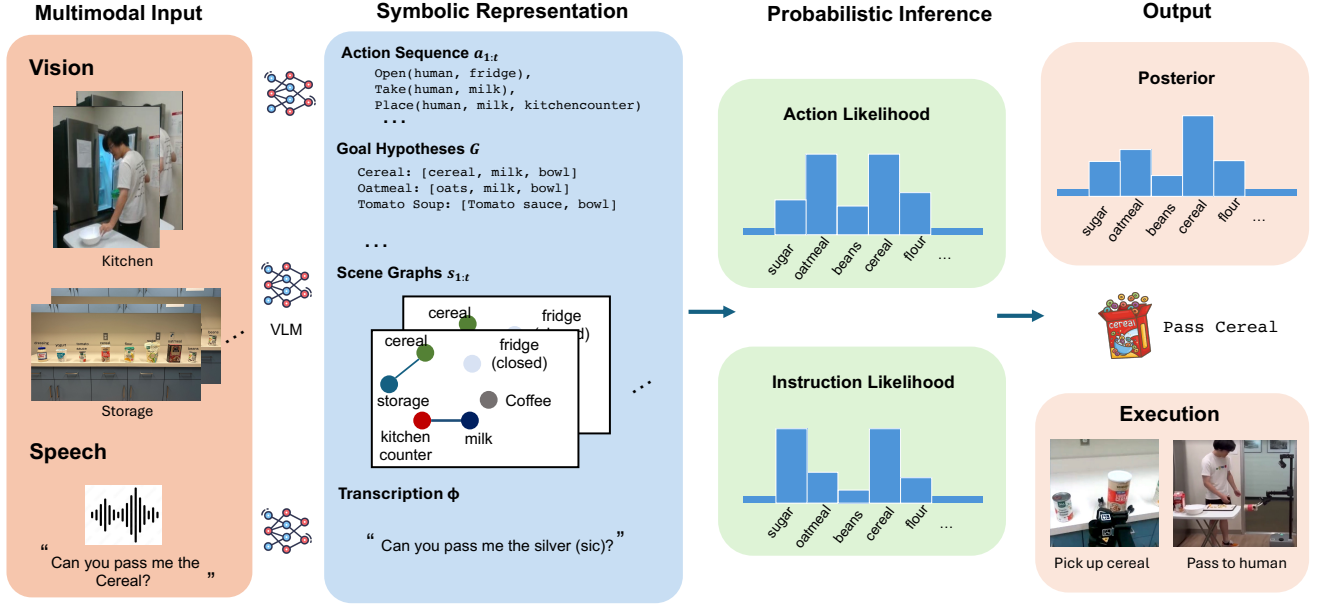 Multimodal Input
Symbolic Representation
Probabilistic Inference
Output
Vision
Kitchen
Storage
Speech
“ Can you pass me the
Cereal? ”
VLM
Action Sequence a1:t
Open(human, fridge),
Take(human, milk),
Place(human, milk, kitchencounter)
...
Goal Hypotheses G
Cereal: [cereal, milk, bowl]
Oatmeal: [oats, milk, bowl]
Tomato Soup: [Tomato sauce, bowl]
...
Scene Graphs s1:t
cereal
fridge
cereal
fridge
(closed)
storage
Coffee
kitchen
counter
milk
...
Transcription ϕ
“ Can you pass me the silver (sic)? ”
Action Likelihood
sugar
oatmeal
beans
cereal
flour
...
Instruction Likelihood
sugar
oatmeal
beans
cereal
flour
...
Posterior
sugar
oatmeal
beans
cereal
flour
...
cereal
Pass Cereal
Execution
Pick up cereal
Pass to human